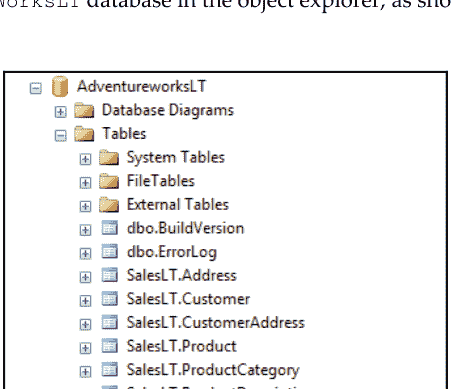 database in the object explorer, as sho
AdventureworksLT
Database Diagrams
Tables
System Tables
FileTables
External Tables
dbo.BuildVersion
dbo.ErrorLog
SalesLT.Address
SalesLT.Customer
SalesLT.CustomerAddress
SalesLT.Product
SalesLT.ProductCategory